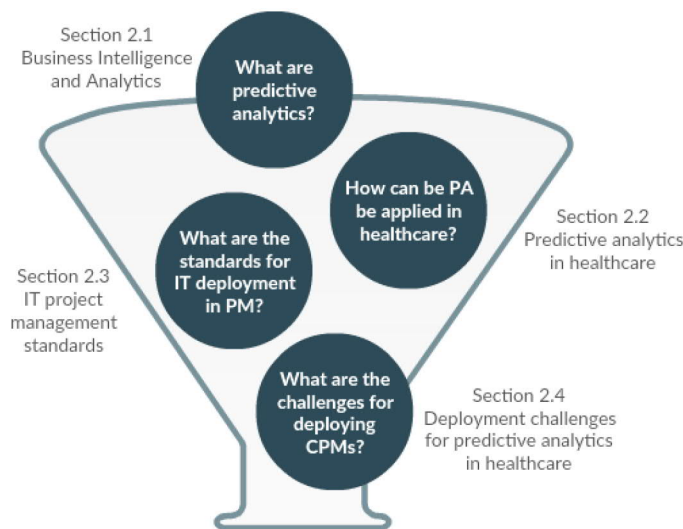 Section 2.1
Business Intelligence
and Analytics
What are
predictive
analytics?
How can be PA
be applied in
healthcare?
Section 2.2
Predictive analytics
in healthcare
What are the
standards for
IT deployment
in PM?
Section 2.3
IT project
management
standards
What are the
challenges for
deploying
CPMs?
Section 2.4
Deployment challenges
for predictive analytics
in healthcare